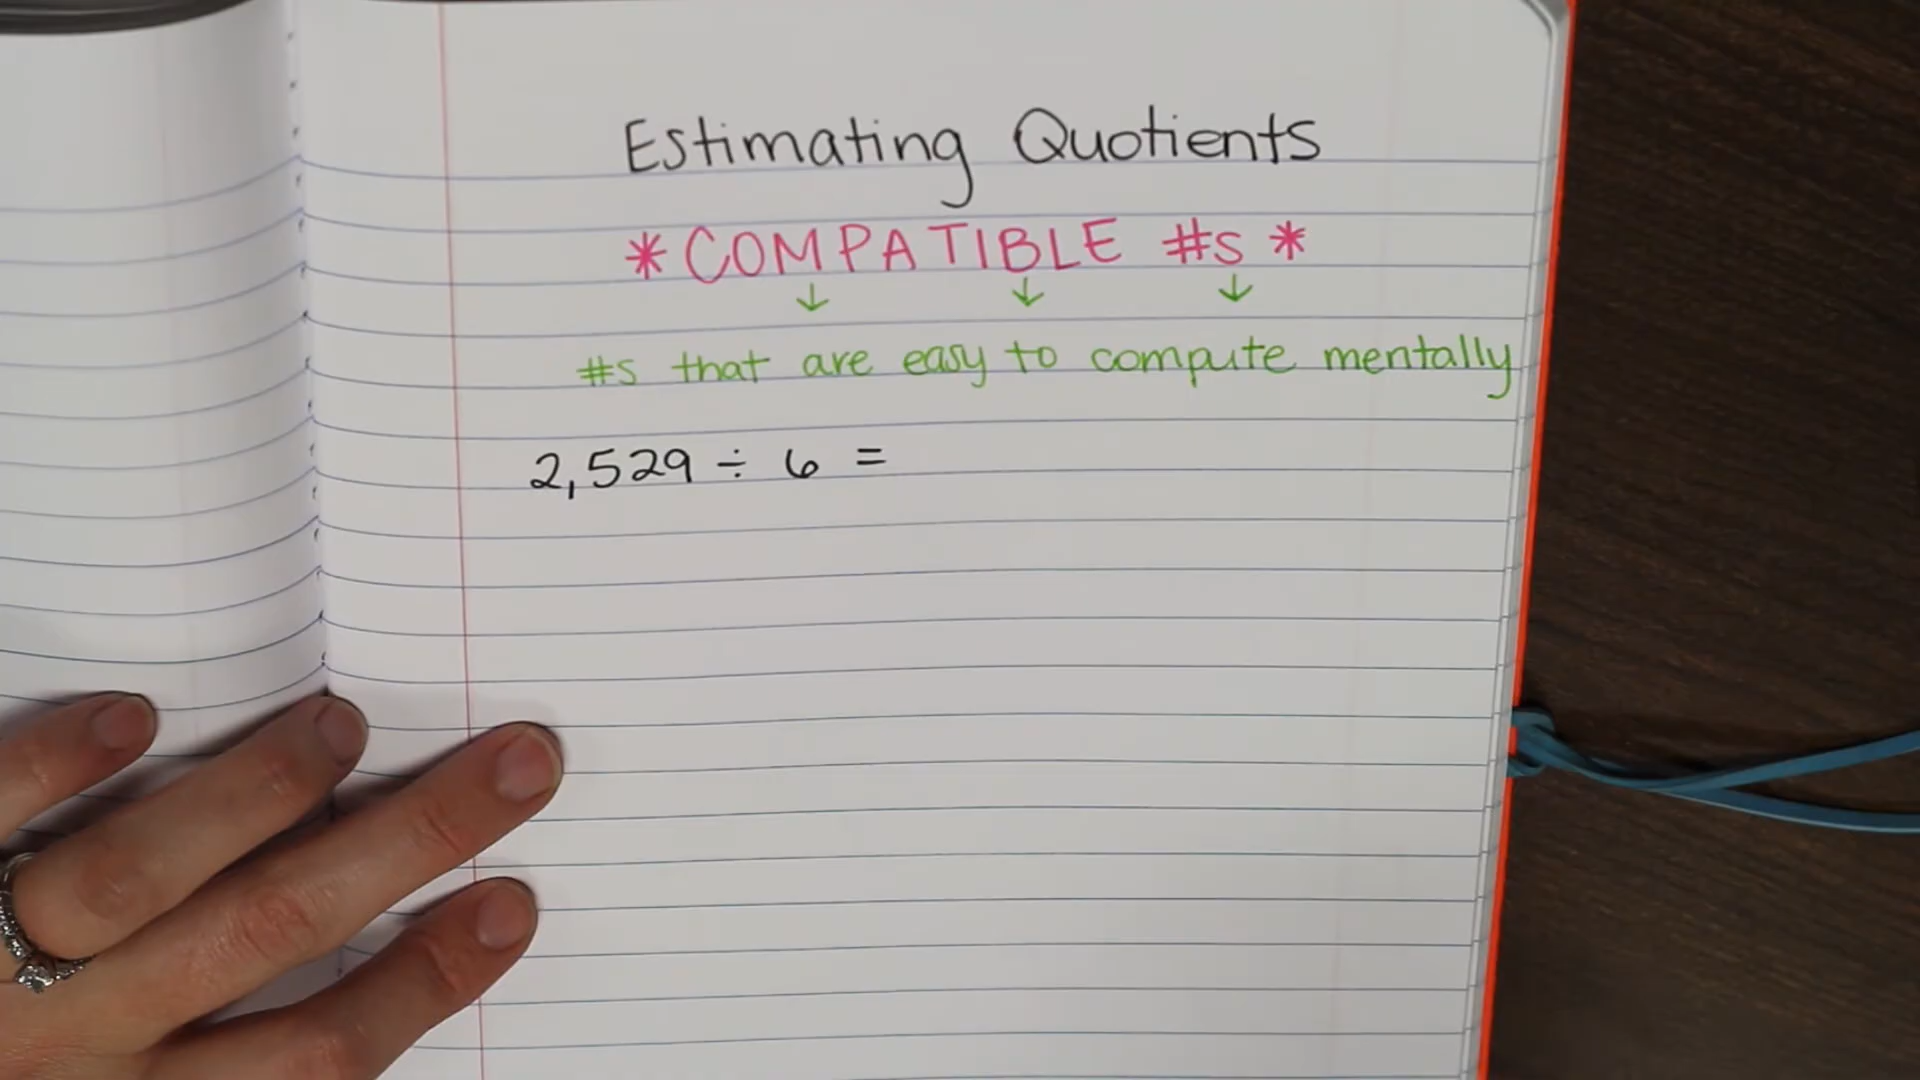 Estimating Quotients
*COMPATIBLE #s*
↓ ↓ ↓
#s that are easy to compute mentally
2,529 ÷ 6 =